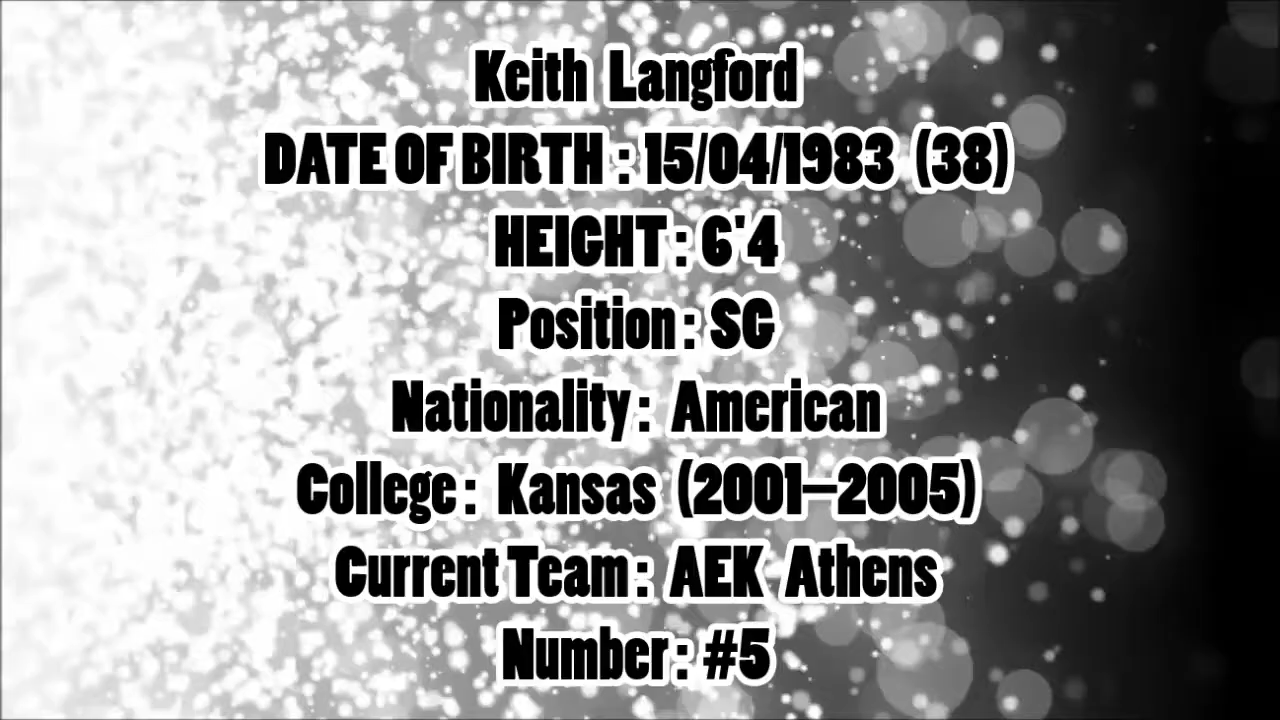 Keith Langford
DATE OF BIRTH : 15/04/1983 (38)
HEIGHT : 6'4
Position : SG
Nationality : American
College : Kansas (2001–2005)
Current Team : AEK Athens
Number : #5